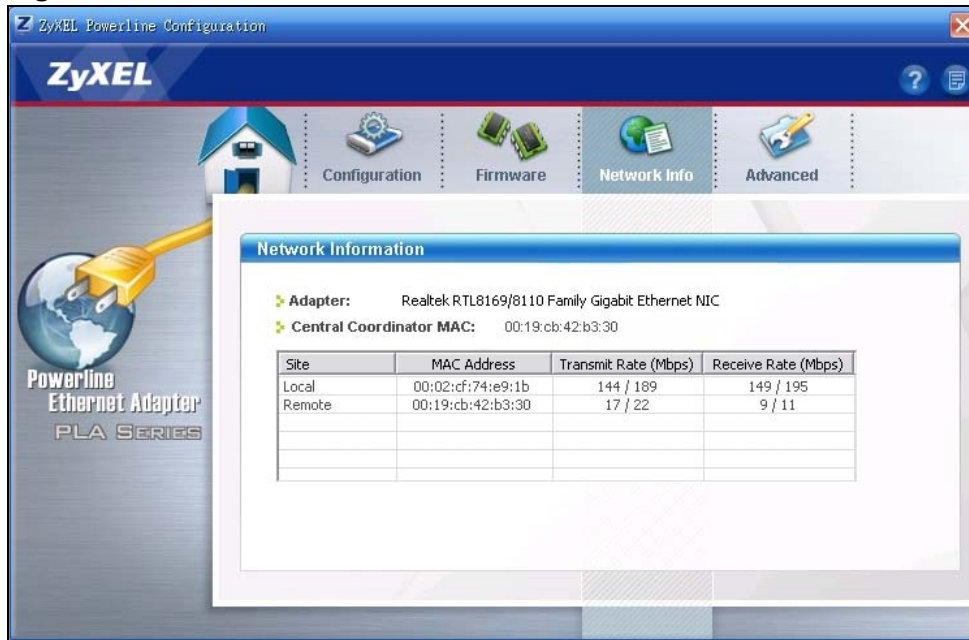 ZyXEL Powerline Configuration
ZyXEL
Configuration
Firmware
Network Info
Advanced
Network Information
Adapter: Realtek RTL8169/8110 Family Gigabit Ethernet NIC
Central Coordinator MAC: 00:19:cb:42:b3:30
Site MAC Address Transmit Rate (Mbps) Receive Rate (Mbps)
Local 00:02:cf:74:e9:1b 144 / 189 149 / 195
Remote 00:19:cb:42:b3:30 17 / 22 9 / 11
Powerline
Ethernet Adapter
PLA SERIES